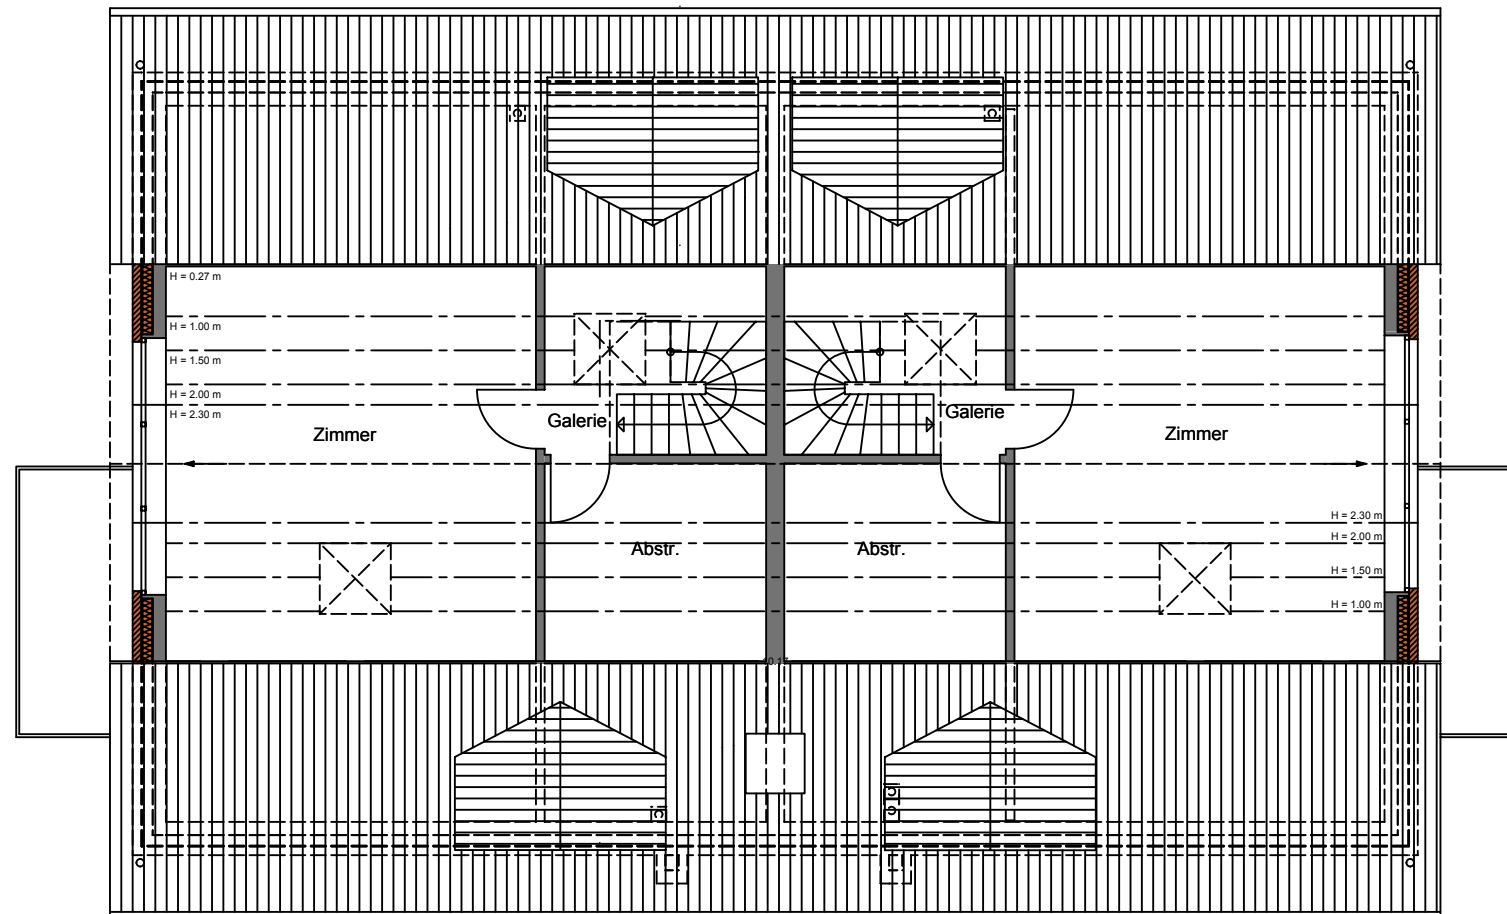 H = 0.27 m
H = 1.00 m
H = 1.50 m
H = 2.00 m
H = 2.30 m
Zimmer
Galerie
Galerie
Zimmer
H = 2.30 m
H = 2.00 m
Abstr.
Abstr.
H = 1.50 m
H = 1.00 m